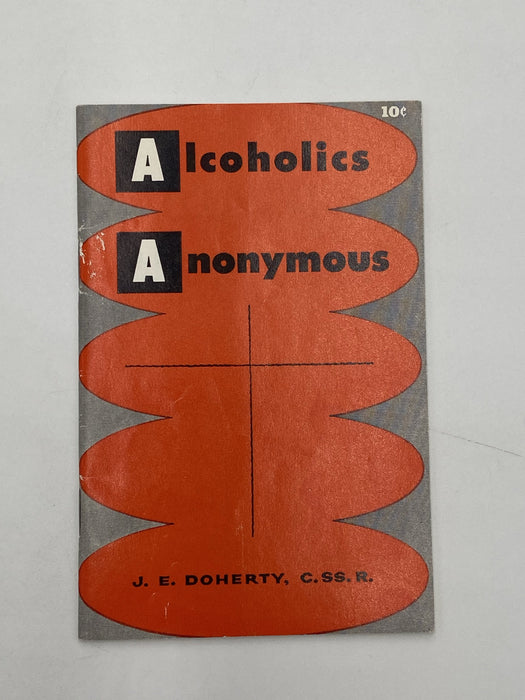 10¢
Alcoholics
Anonymous
J. E. DOHERTY, C.SS.R.